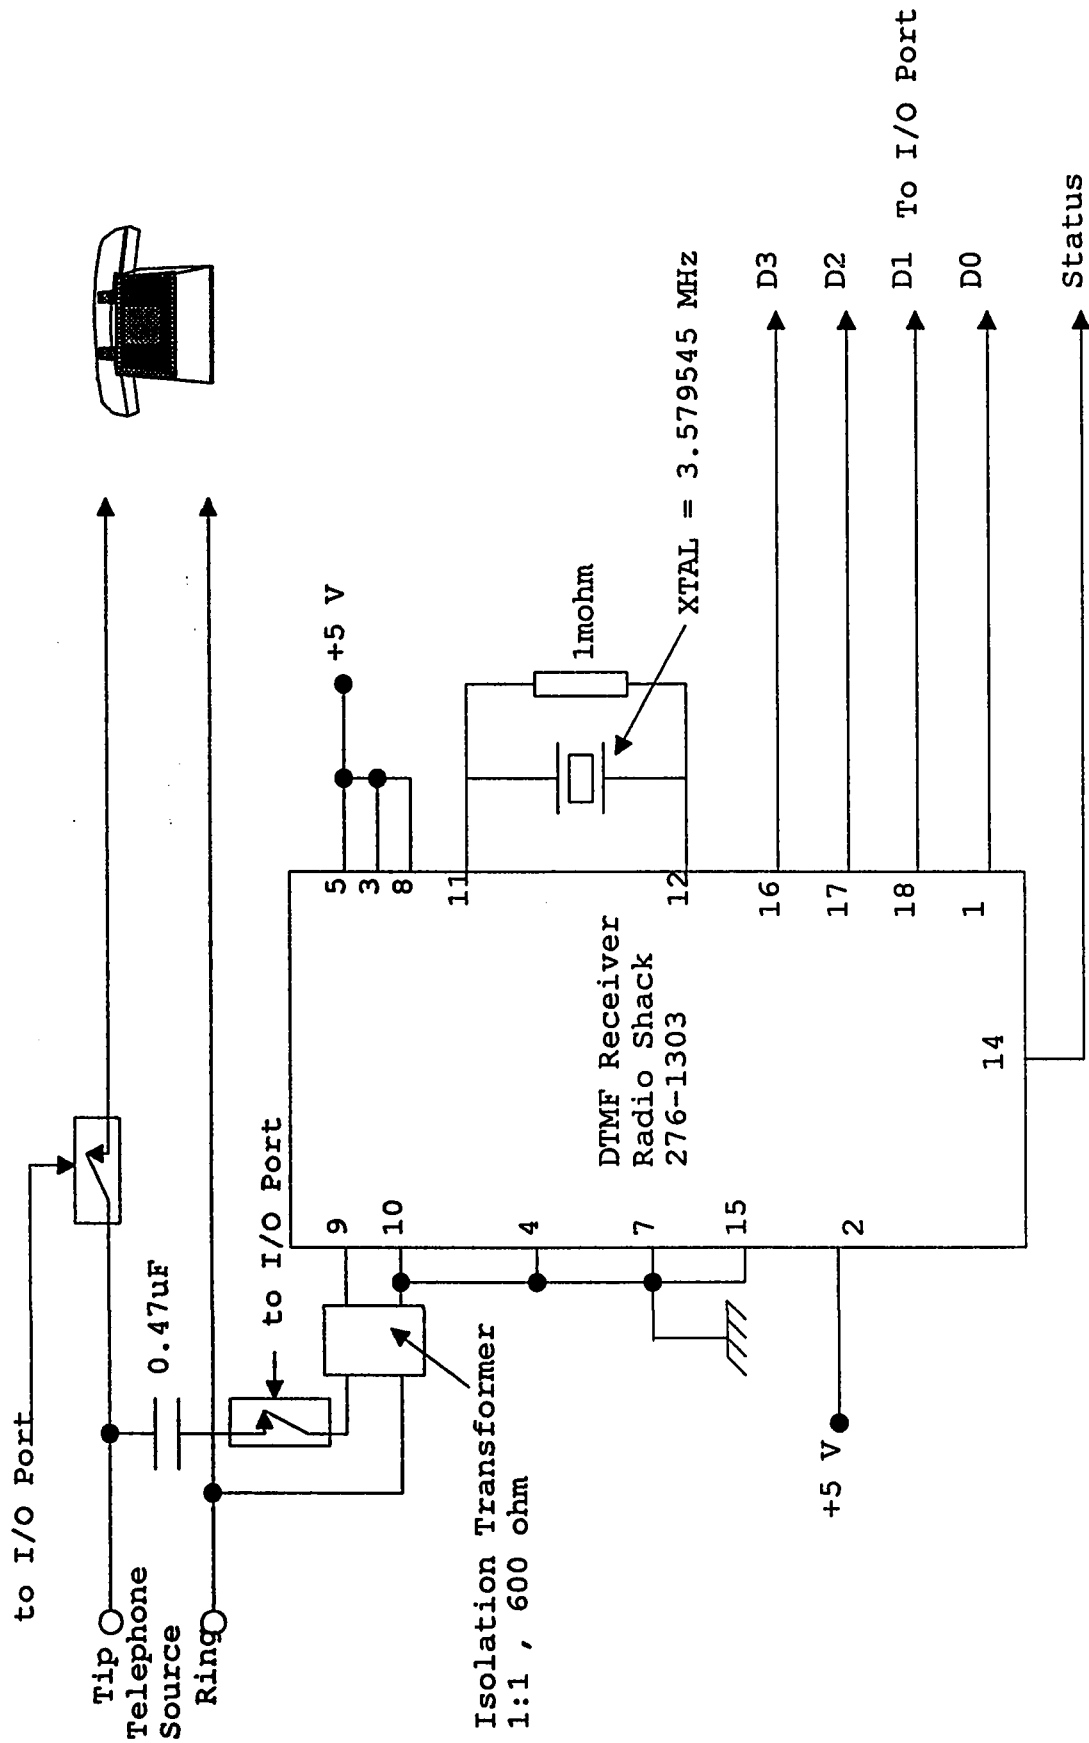 to I/O Port
Tip
Telephone
Source
Ring
0.47uF
to I/O Port
Isolation Transformer
1:1 , 600 ohm
+5 V
9
10
4
7
15
2
DTMF Receiver
Radio Shack
276-1303
14
5
3
8
11
12
16
17
18
1
+5 V
1mohm
XTAL = 3.579545 MHz
D3
D2
D1
To I/O Port
D0
Status